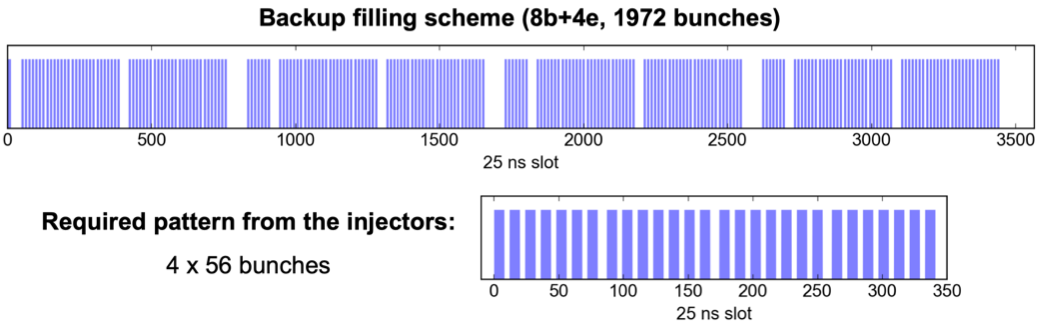 Backup filling scheme (8b+4e, 1972 bunches)
0 500 1000 1500 2000 2500 3000 3500
25 ns slot
Required pattern from the injectors:
4 x 56 bunches
0 50 100 150 200 250 300 350
25 ns slot